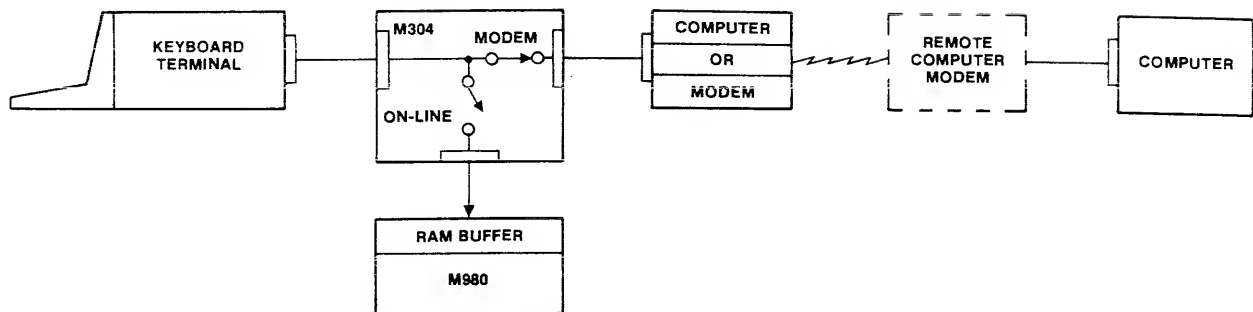 KEYBOARD
TERMINAL
M304
MODEM
ON-LINE
RAM BUFFER
M980
COMPUTER
OR
MODEM
REMOTE
COMPUTER
MODEM
COMPUTER